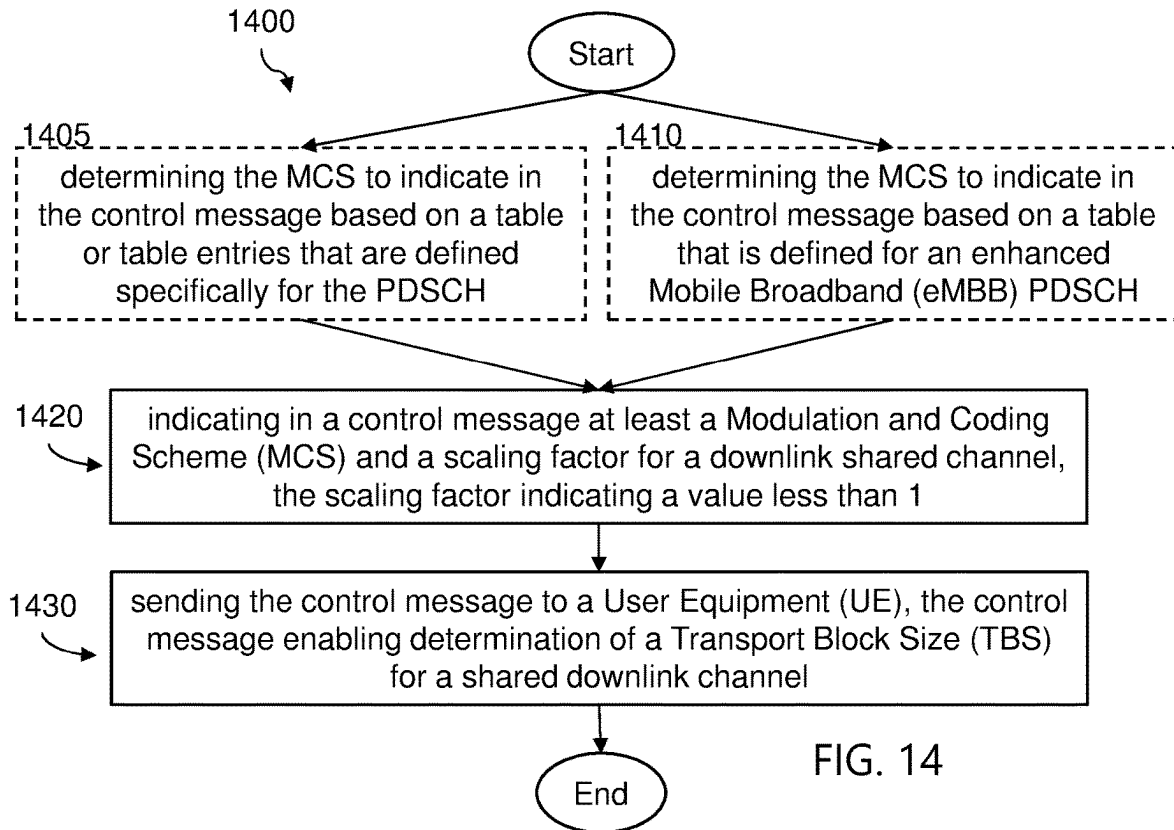 1400
Start
1405
determining the MCS to indicate in
the control message based on a table
or table entries that are defined
specifically for the PDSCH
1410
determining the MCS to indicate in
the control message based on a table
that is defined for an enhanced
Mobile Broadband (eMBB) PDSCH
1420
indicating in a control message at least a Modulation and Coding
Scheme (MCS) and a scaling factor for a downlink shared channel,
the scaling factor indicating a value less than 1
1430
sending the control message to a User Equipment (UE), the control
message enabling determination of a Transport Block Size (TBS)
for a shared downlink channel
End
FIG. 14